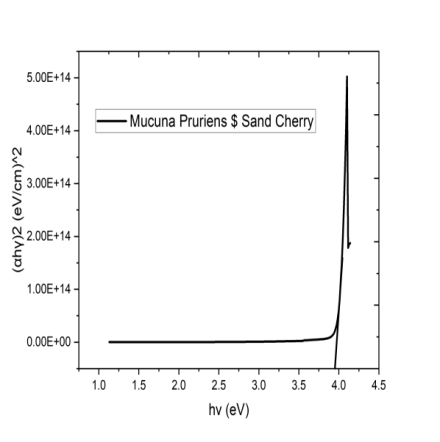 5.00E+14
4.00E+14
3.00E+14
2.00E+14
1.00E+14
0.00E+00
(αhγ)2 (eV/cm)^2
Mucuna Pruriens $ Sand Cherry
1.0 1.5 2.0 2.5 3.0 3.5 4.0 4.5
hv (eV)